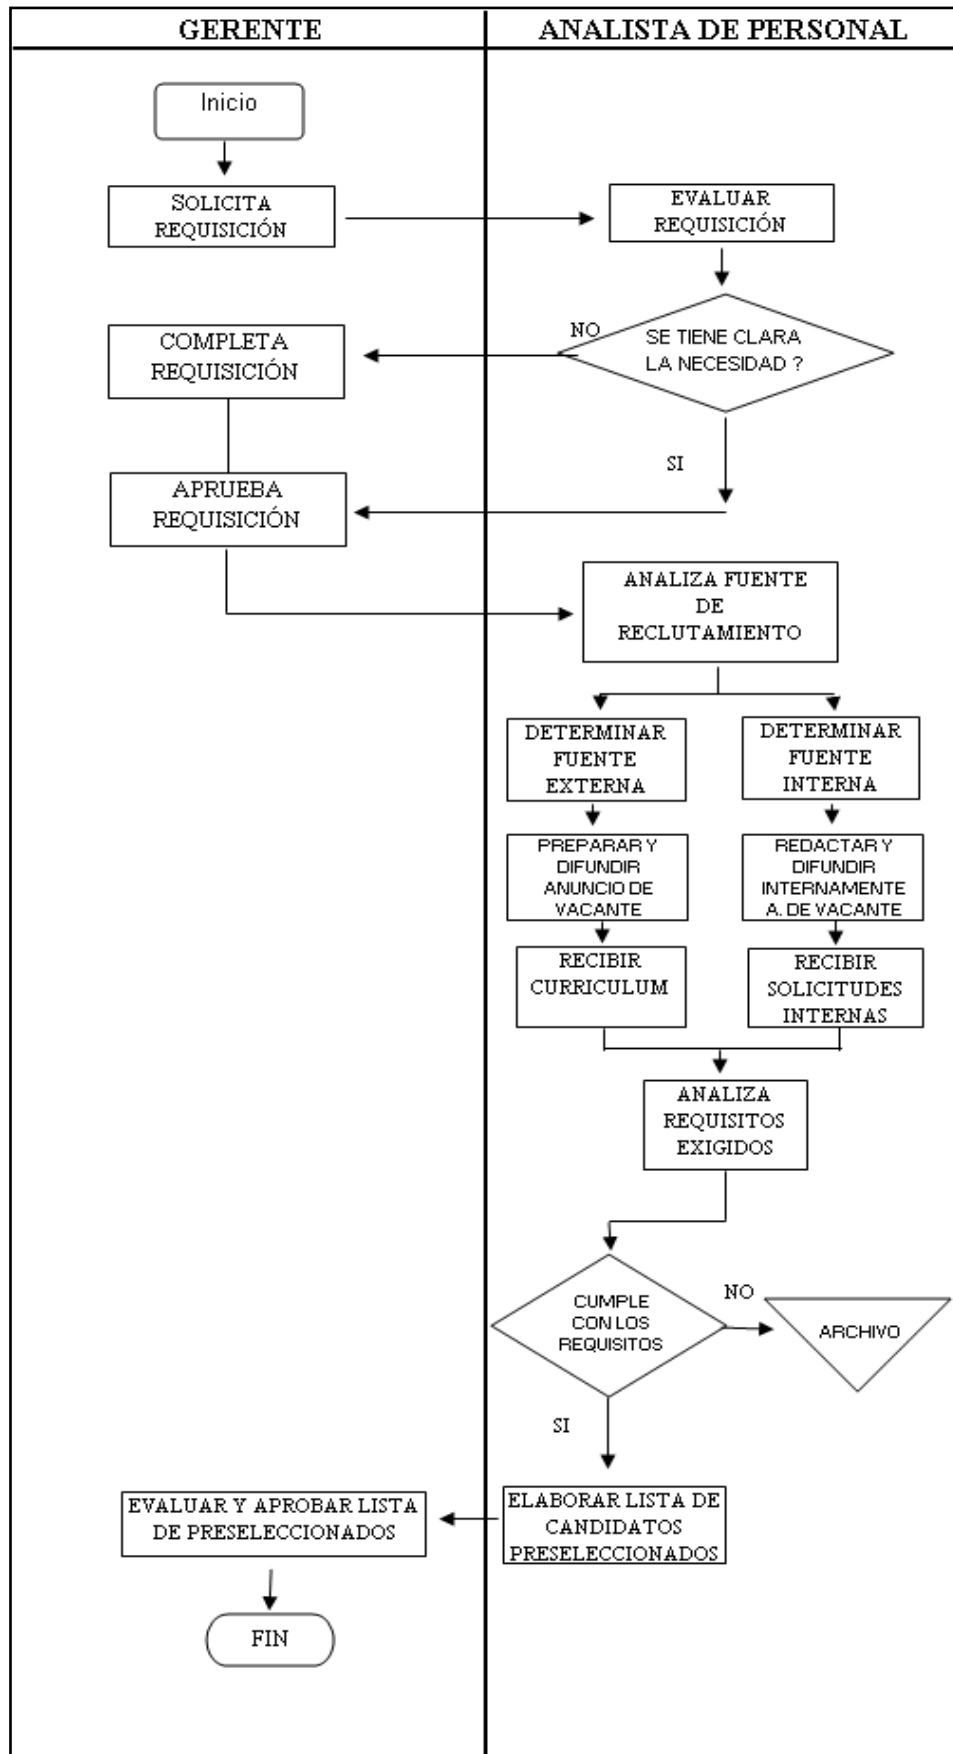 GERENTE
ANALISTA DE PERSONAL
Inicio
SOLICITA
REQUISICIÓN
EVALUAR
REQUISICIÓN
SE TIENE CLARA
LA NECESIDAD ?
NO
COMPLETA
REQUISICIÓN
SI
APRUEBA
REQUISICIÓN
ANALIZA FUENTE
DE
RECLUTAMIENTO
DETERMINAR
FUENTE
EXTERNA
DETERMINAR
FUENTE
INTERNA
PREPARAR Y
DIFUNDIR
ANUNCIO DE
VACANTE
REDACTAR Y
DIFUNDIR
INTERNAMENTE
A. DE VACANTE
RECIBIR
CURRICULUM
RECIBIR
SOLICITUDES
INTERNAS
ANALIZA
REQUISITOS
EXIGIDOS
CUMPLE
CON LOS
REQUISITOS
NO
ARCHIVO
SI
ELABORAR LISTA DE
CANDIDATOS
PRESELECCIONADOS
EVALUAR Y APROBAR LISTA
DE PRESELECCIONADOS
FIN